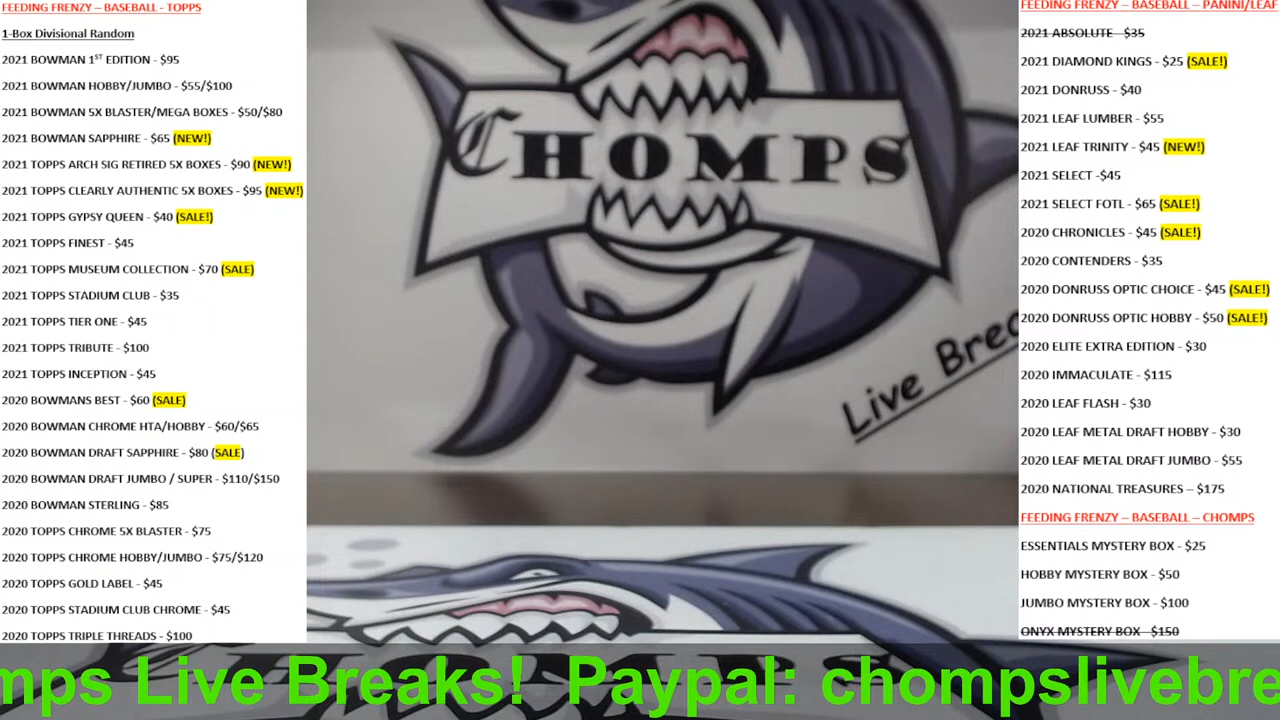 FEEDING FRENZY – BASEBALL - TOPPS
1-Box Divisional Random
2021 BOWMAN 1ST EDITION - $95
2021 BOWMAN HOBBY/JUMBO - $55/$100
2021 BOWMAN 5X BLASTER/MEGA BOXES - $50/$80
2021 BOWMAN SAPPHIRE - $65 (NEW!)
2021 TOPPS ARCH SIG RETIRED 5X BOXES - $90 (NEW!)
2021 TOPPS CLEARLY AUTHENTIC 5X BOXES - $95 (NEW!)
2021 TOPPS GYPSY QUEEN - $40 (SALE!)
2021 TOPPS FINEST - $45
2021 TOPPS MUSEUM COLLECTION - $70 (SALE)
2021 TOPPS STADIUM CLUB - $35
2021 TOPPS TIER ONE - $45
2021 TOPPS TRIBUTE - $100
2021 TOPPS INCEPTION - $45
2020 BOWMANS BEST - $60 (SALE)
2020 BOWMAN CHROME HTA/HOBBY - $60/$65
2020 BOWMAN DRAFT SAPPHIRE - $80 (SALE)
2020 BOWMAN DRAFT JUMBO / SUPER - $110/$150
2020 BOWMAN STERLING - $85
2020 TOPPS CHROME 5X BLASTER - $75
2020 TOPPS CHROME HOBBY/JUMBO - $75/$120
2020 TOPPS GOLD LABEL - $45
2020 TOPPS STADIUM CLUB CHROME - $45
2020 TOPPS TRIPLE THREADS - $100
CHOMPS
Live Brea
FEEDING FRENZY – BASEBALL – PANINI/LEAF
2021 ABSOLUTE - $35
2021 DIAMOND KINGS - $25 (SALE!)
2021 DONRUSS - $40
2021 LEAF LUMBER - $55
2021 LEAF TRINITY - $45 (NEW!)
2021 SELECT -$45
2021 SELECT FOTL - $65 (SALE!)
2020 CHRONICLES - $45 (SALE!)
2020 CONTENDERS - $35
2020 DONRUSS OPTIC CHOICE - $45 (SALE!)
2020 DONRUSS OPTIC HOBBY - $50 (SALE!)
2020 ELITE EXTRA EDITION - $30
2020 IMMACULATE - $115
2020 LEAF FLASH - $30
2020 LEAF METAL DRAFT HOBBY - $30
2020 LEAF METAL DRAFT JUMBO - $55
2020 NATIONAL TREASURES – $175
FEEDING FRENZY – BASEBALL – CHOMPS
ESSENTIALS MYSTERY BOX - $25
HOBBY MYSTERY BOX - $50
JUMBO MYSTERY BOX - $100
ONYX MYSTERY BOX - $150
mps Live Breaks! Paypal: chompslivebre